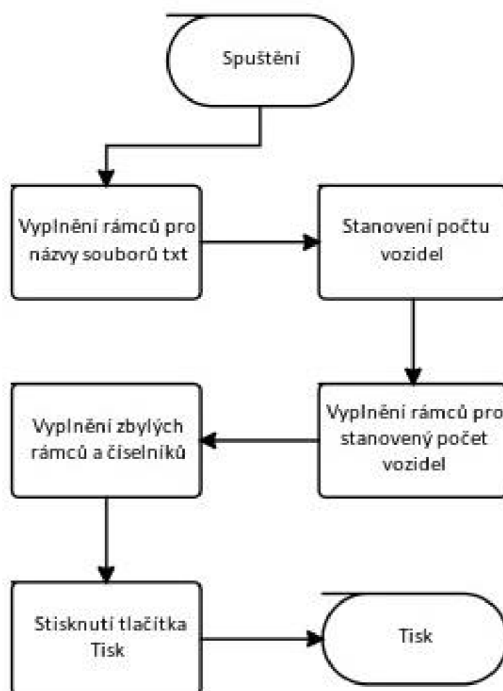 Spuštění
Vyplnění rámců pro
názvy souborů txt
Stanovení počtu
vozidel
Vyplnění rámců pro
stanovený počet
vozidel
Vyplnění zbylých
rámců a číselníků
Stisknutí tlačítka
Tisk
Tisk